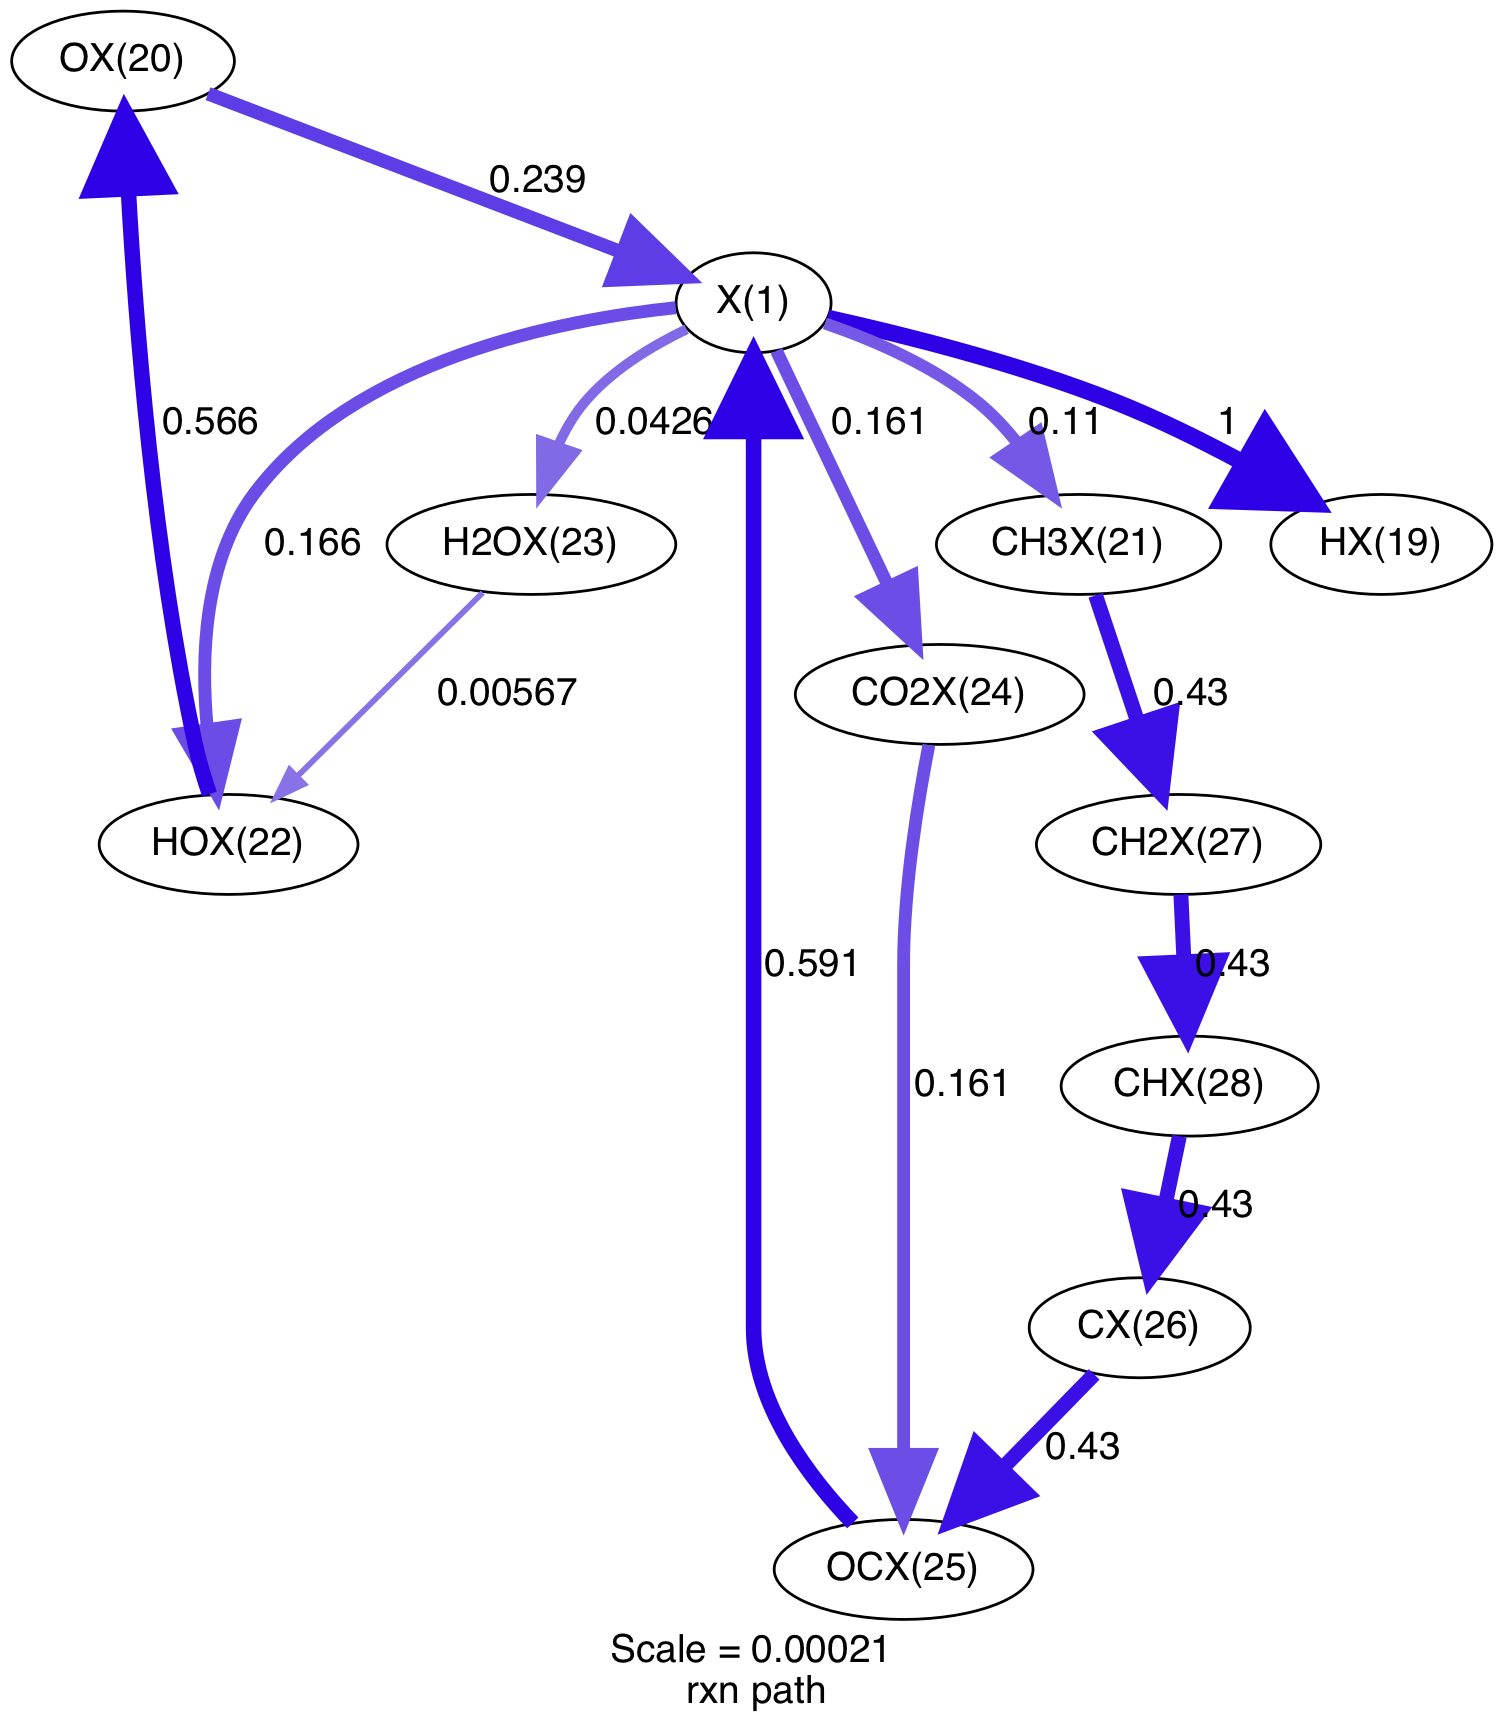 OX(20)
0.239
X(1)
0.566
0.0426
0.161
0.11
1
0.166
H2OX(23)
CH3X(21)
HX(19)
0.00567
CO2X(24)
0.43
HOX(22)
CH2X(27)
0.591
0.43
0.161
CHX(28)
0.43
CX(26)
0.43
OCX(25)
Scale = 0.00021
rxn path